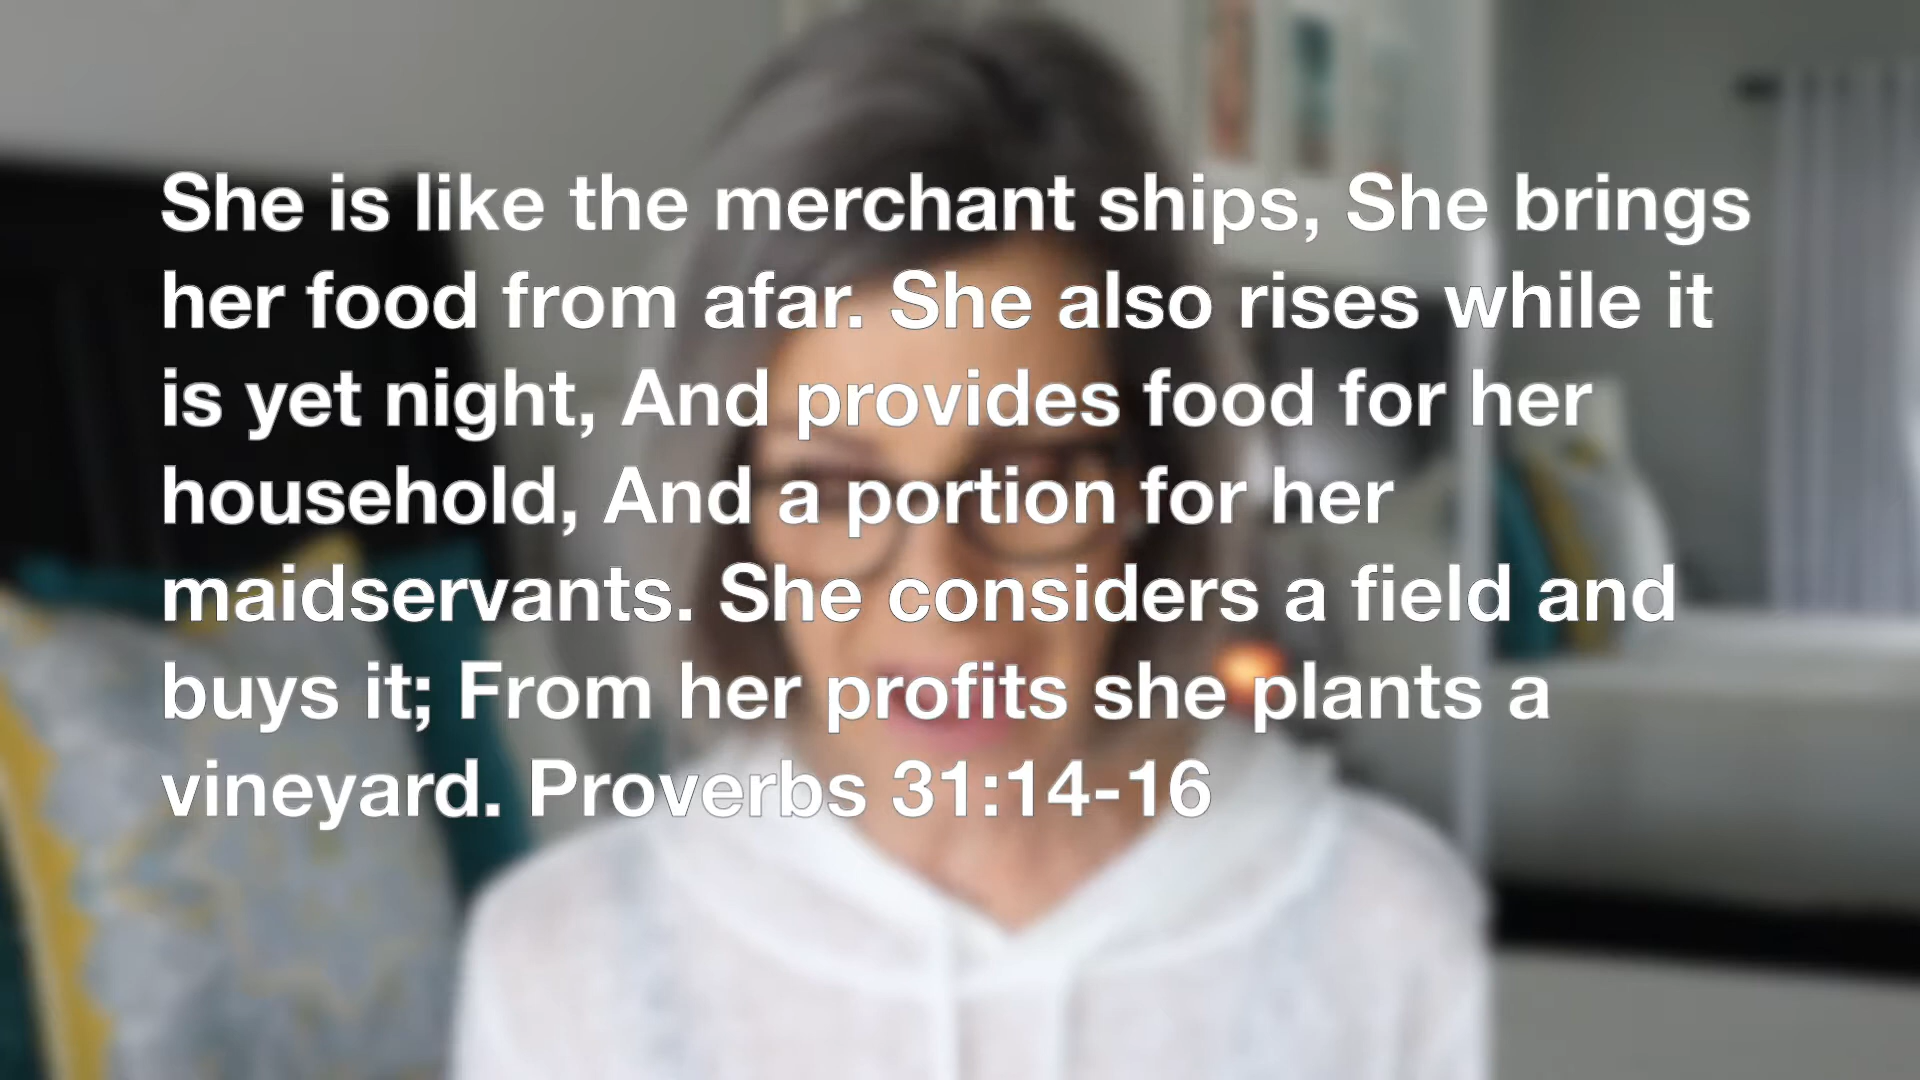 She is like the merchant ships, She brings
her food from afar. She also rises while it
is yet night, And provides food for her
household, And a portion for her
maidservants. She considers a field and
buys it; From her profits she plants a
vineyard. Proverbs 31:14-16